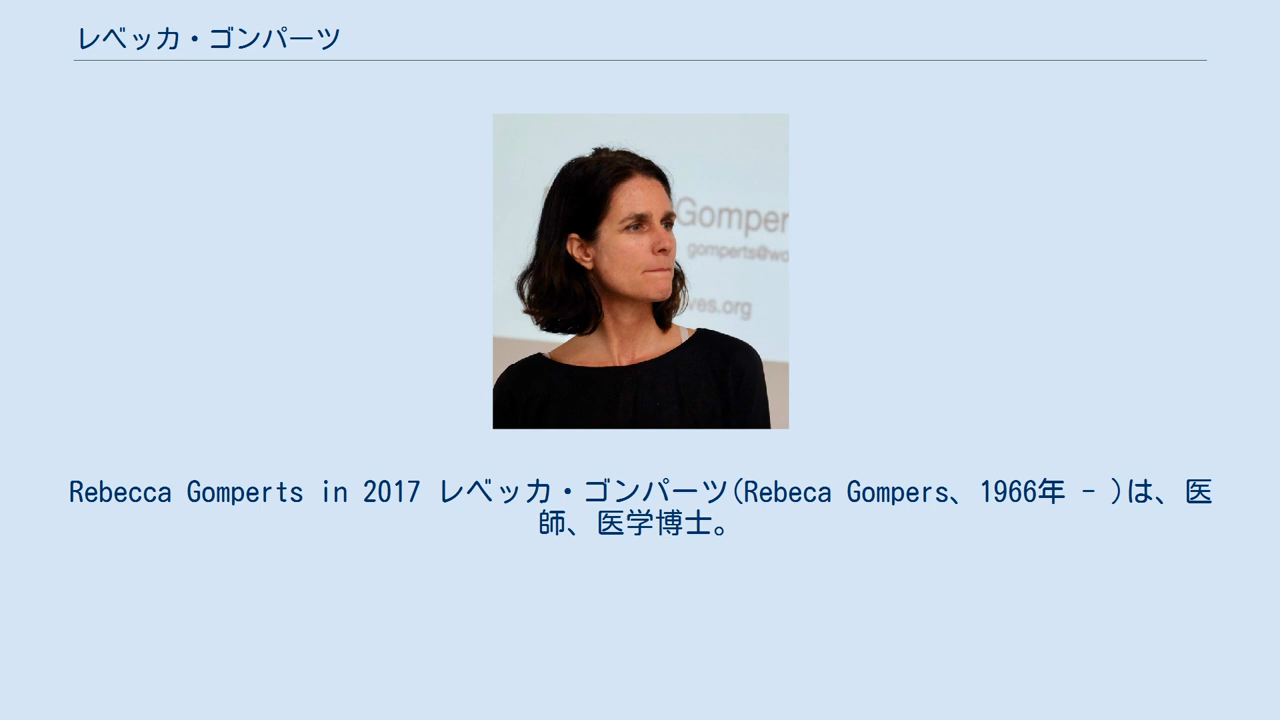 レベッカ・ゴンパーツ
Gomper
gomperts@wo
ves.org
Rebecca Gomperts in 2017 レベッカ・ゴンパーツ(Rebeca Gompers、1966年 - )は、医
師、医学博士。